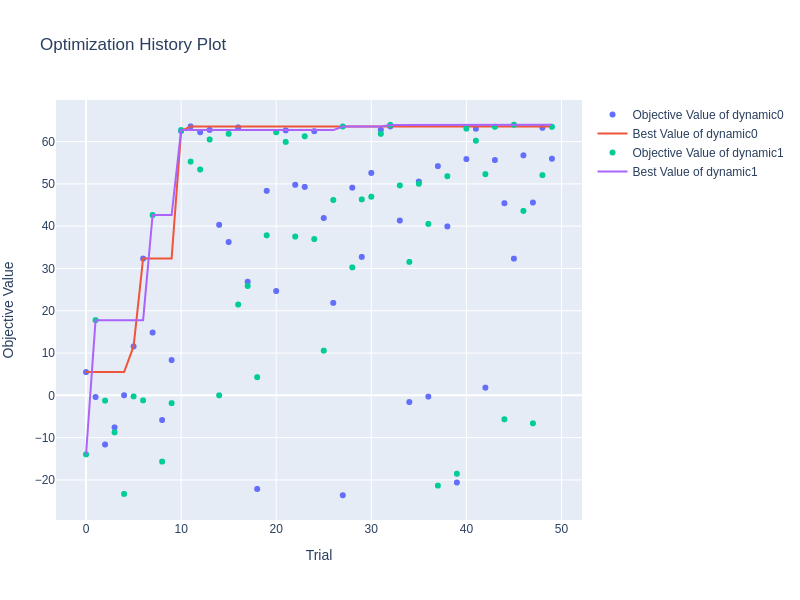 Optimization History Plot
Objective Value of dynamic0
Best Value of dynamic0
Objective Value of dynamic1
Best Value of dynamic1
Objective Value
60
50
40
30
20
10
0
−10
−20
0
10
20
30
40
50
Trial